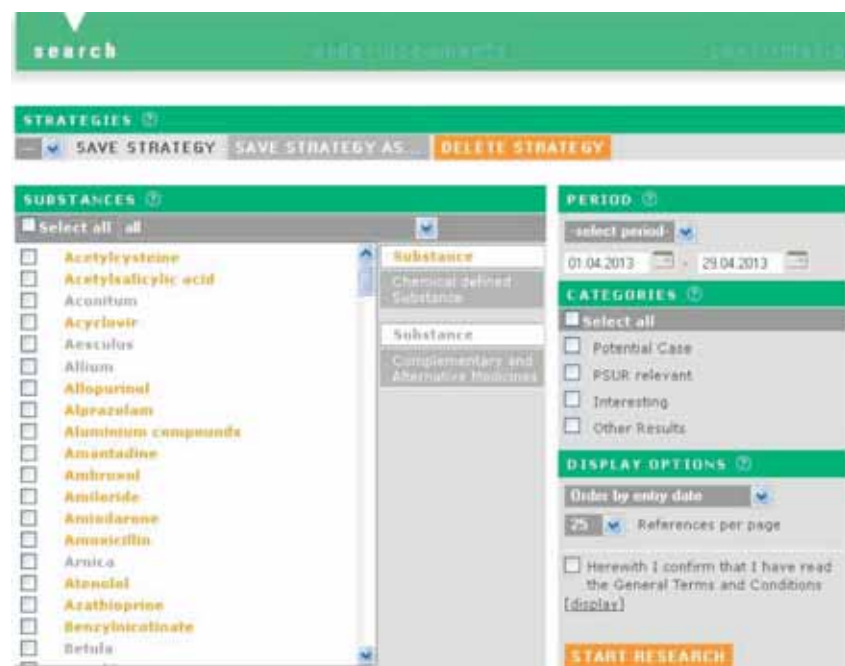 search
STRATEGIES ?
-- SAVE STRATEGY SAVE STRATEGY AS... DELETE STRATEGY
SUBSTANCES ?
Select all all
Acetylcysteine
Acetylsalicylic acid
Aconitum
Acyclovir
Aesculus
Allium
Allopurinol
Alprazolam
Aluminium compounds
Amantadine
Ambroxol
Amiloride
Amiodarone
Amoxicillin
Arnica
Atenolol
Azathioprine
Benzylnicotinate
Betula
Substance
Chemical defined
Substance
Substance
Complementary and
Alternative Medicines
PERIOD ?
-select period-
01.04.2013 - 29.04.2013
CATEGORIES ?
Select all
Potential Case
PSUR relevant
Interesting
Other Results
DISPLAY OPTIONS ?
Order by entry date
25 References per page
Herewith I confirm that I have read
the General Terms and Conditions
[display]
START RESEARCH